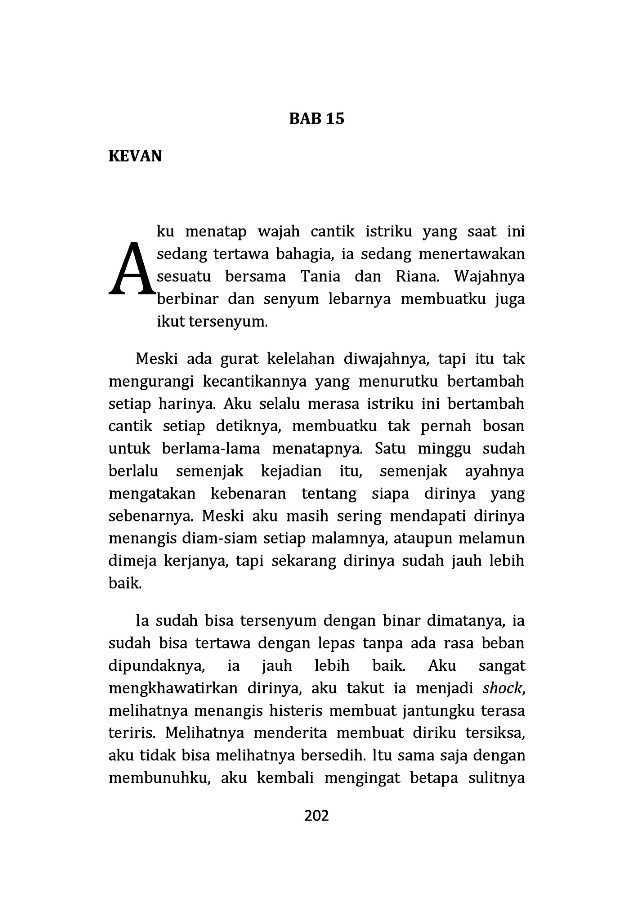 BAB 15
KEVAN
Aku menatap wajah cantik istriku yang saat ini
sedang tertawa bahagia, ia sedang menertawakan
sesuatu bersama Tania dan Riana. Wajahnya
berbinar dan senyum lebarnya membuatku juga
ikut tersenyum.
Meski ada gurat kelelahan diwajahnya, tapi itu tak
mengurangi kecantikannya yang menurutku bertambah
setiap harinya. Aku selalu merasa istriku ini bertambah
cantik setiap detiknya, membuatku tak pernah bosan
untuk berlama-lama menatapnya. Satu minggu sudah
berlalu semenjak kejadian itu, semenjak ayahnya
mengatakan kebenaran tentang siapa dirinya yang
sebenarnya. Meski aku masih sering mendapati dirinya
menangis diam-siam setiap malamnya, ataupun melamun
dimeja kerjanya, tapi sekarang dirinya sudah jauh lebih
baik.
Ia sudah bisa tersenyum dengan binar dimatanya, ia
sudah bisa tertawa dengan lepas tanpa ada rasa beban
dipundaknya, ia jauh lebih baik. Aku sangat
mengkhawatirkan dirinya, aku takut ia menjadi shock,
melihatnya menangis histeris membuat jantungku terasa
teriris. Melihatnya menderita membuat diriku tersiksa,
aku tidak bisa melihatnya bersedih. Itu sama saja dengan
membunuhku, aku kembali mengingat betapa sulitnya
202